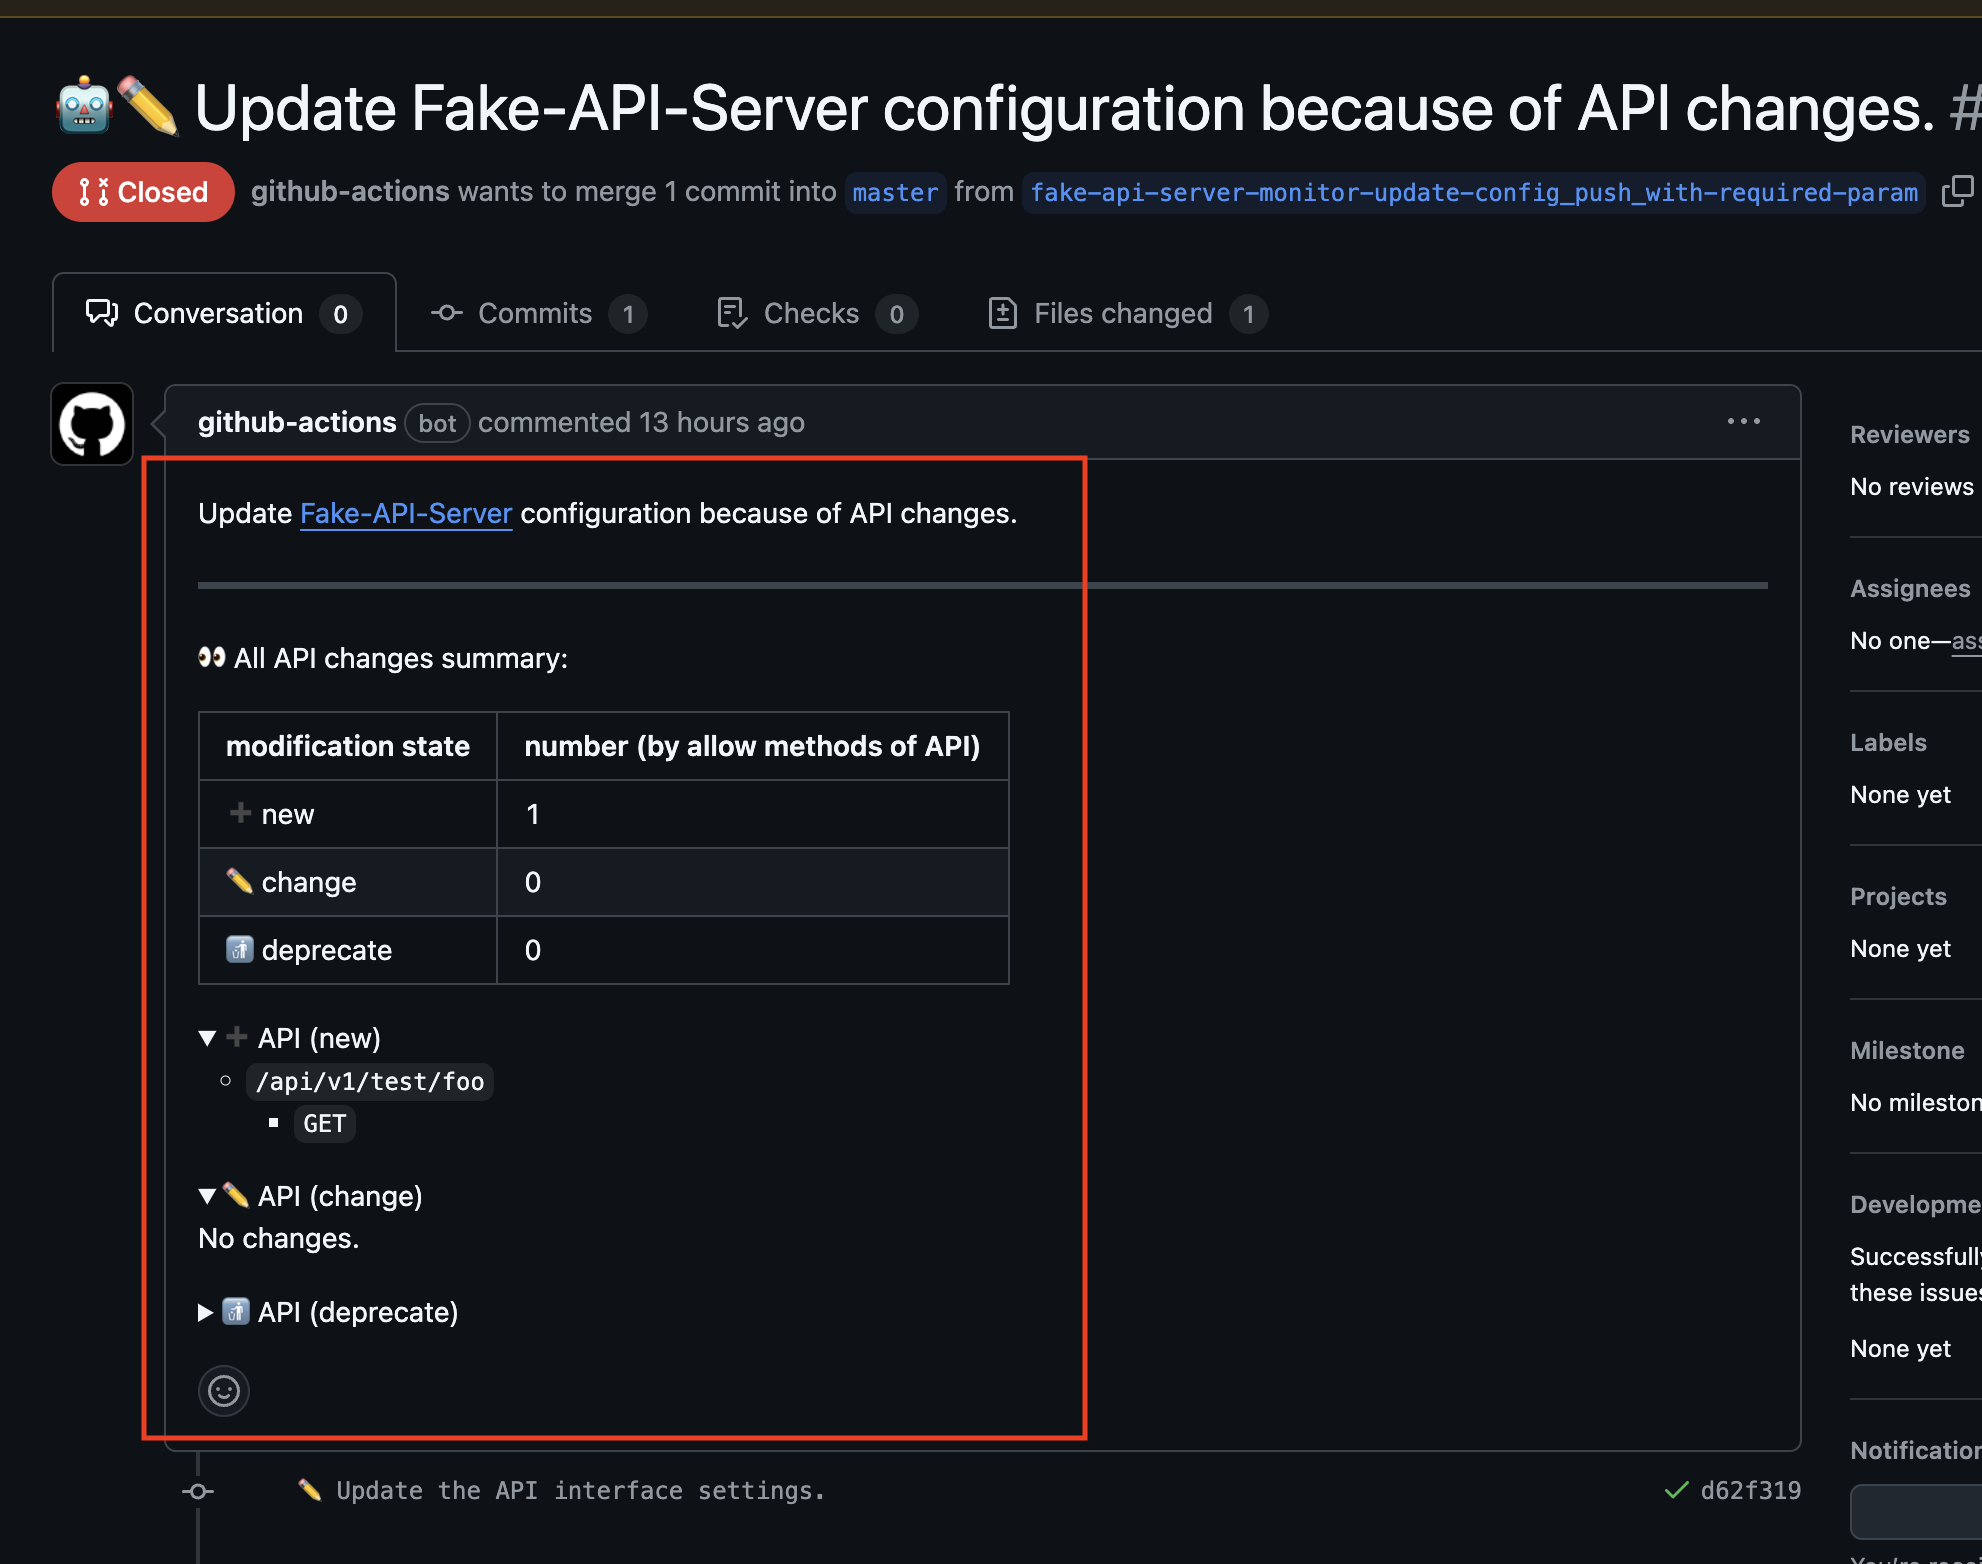 Update Fake-API-Server configuration because of API changes. #
Closed github-actions wants to merge 1 commit into master from fake-api-server-monitor-update-config_push_with-required-param
Conversation 0 Commits 1 Checks 0 Files changed 1
github-actions bot commented 13 hours ago
Update Fake-API-Server configuration because of API changes.
All API changes summary:
modification state number (by allow methods of API)
new 1
change 0
deprecate 0
API (new)
/api/v1/test/foo
GET
API (change)
No changes.
API (deprecate)
Update the API interface settings. d62f319
Reviewers
No reviews
Assignees
No one—ass
Labels
None yet
Projects
None yet
Milestone
No mileston
Developme
Successfully
these issues
None yet
Notification